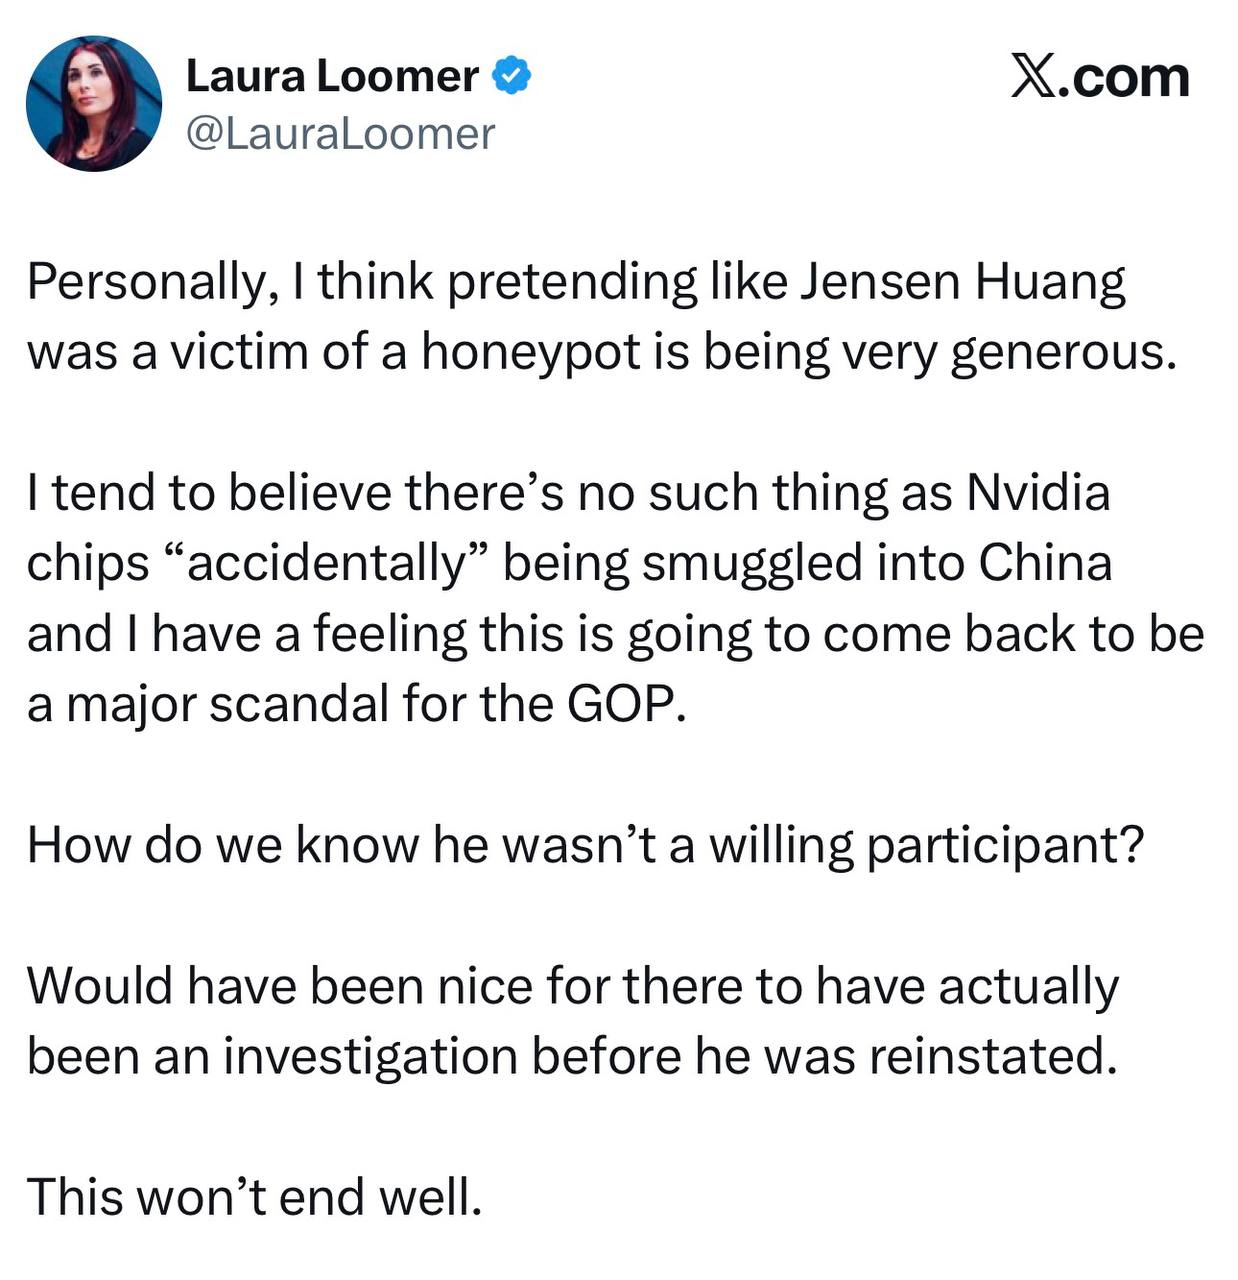 Laura Loomer
X.com
@LauraLoomer
Personally, I think pretending like Jensen Huang
was a victim of a honeypot is being very generous.
I tend to believe there’s no such thing as Nvidia
chips “accidentally” being smuggled into China
and I have a feeling this is going to come back to be
a major scandal for the GOP.
How do we know he wasn’t a willing participant?
Would have been nice for there to have actually
been an investigation before he was reinstated.
This won’t end well.